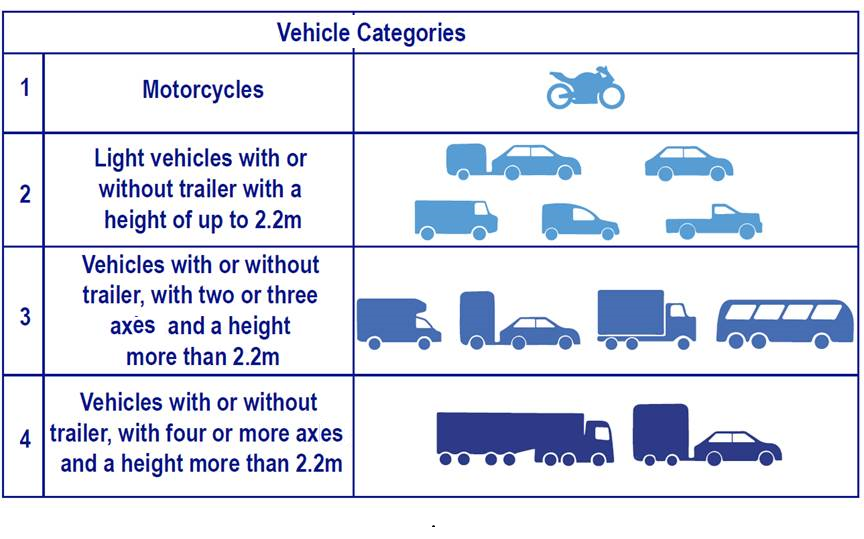 Vehicle Categories
1
Motorcycles
2
Light vehicles with or
without trailer with a
height of up to 2.2m
3
Vehicles with or without
trailer, with two or three
axes and a height
more than 2.2m
4
Vehicles with or without
trailer, with four or more axes
and a height more than 2.2m